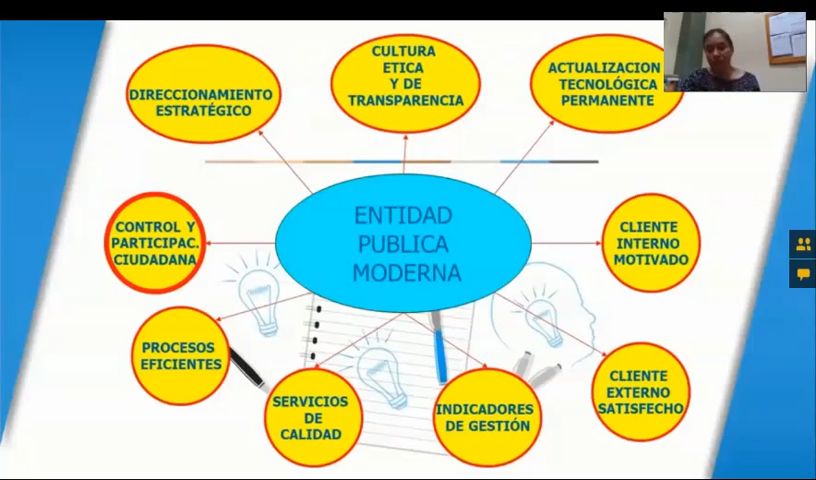 DIRECCIONAMIENTO
ESTRATÉGICO
CULTURA
ETICA
Y DE
TRANSPARENCIA
ACTUALIZACION
TECNOLÓGICA
PERMANENTE
ENTIDAD
PUBLICA
MODERNA
CONTROL Y
PARTICIPAC.
CIUDADANA
CLIENTE
INTERNO
MOTIVADO
PROCESOS
EFICIENTES
SERVICIOS
DE
CALIDAD
INDICADORES
DE GESTIÓN
CLIENTE
EXTERNO
SATISFECHO